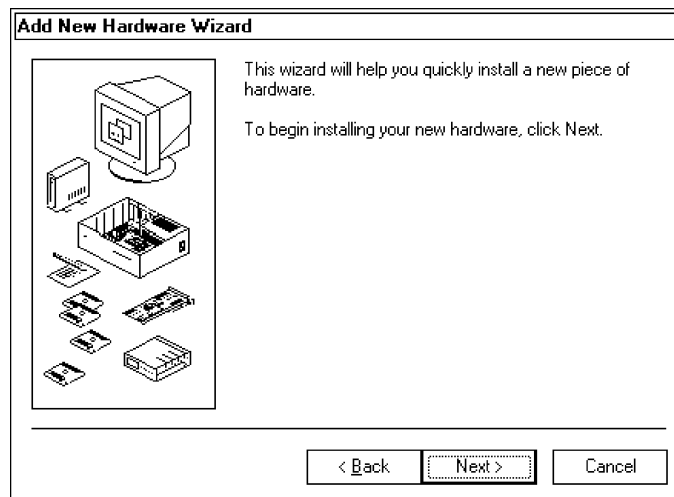 Add New Hardware Wizard
This wizard will help you quickly install a new piece of
hardware.
To begin installing your new hardware, click Next.
< Back
Next >
Cancel